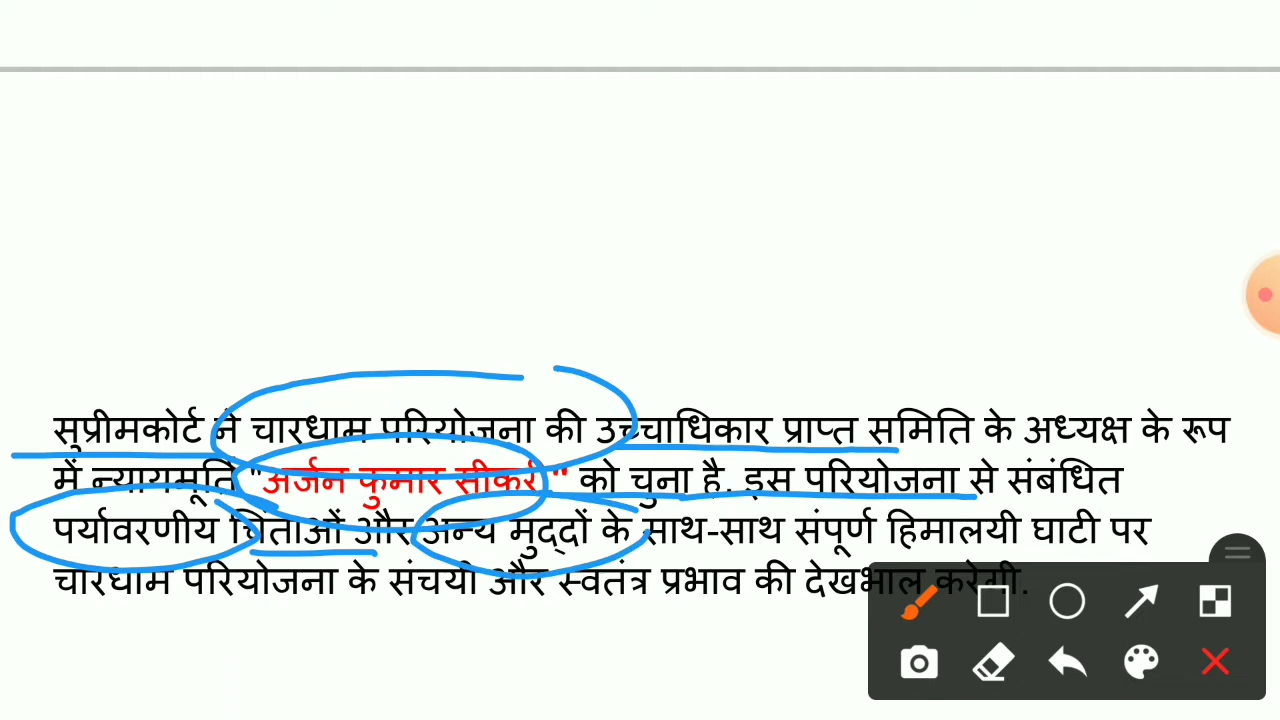 सुप्रीमकोर्ट ने चारधाम परियोजना की उच्चाधिकार प्राप्त समिति के अध्यक्ष के रूप
में न्यायमूर्ति "अर्जन कुमार सीकरी" को चुना है. इस परियोजना से संबंधित
पर्यावरणीय चिंताओं और अन्य मुद्दों के साथ-साथ संपूर्ण हिमालयी घाटी पर
चारधाम परियोजना के संचयी और स्वतंत्र प्रभाव की देखभाल करेगी.